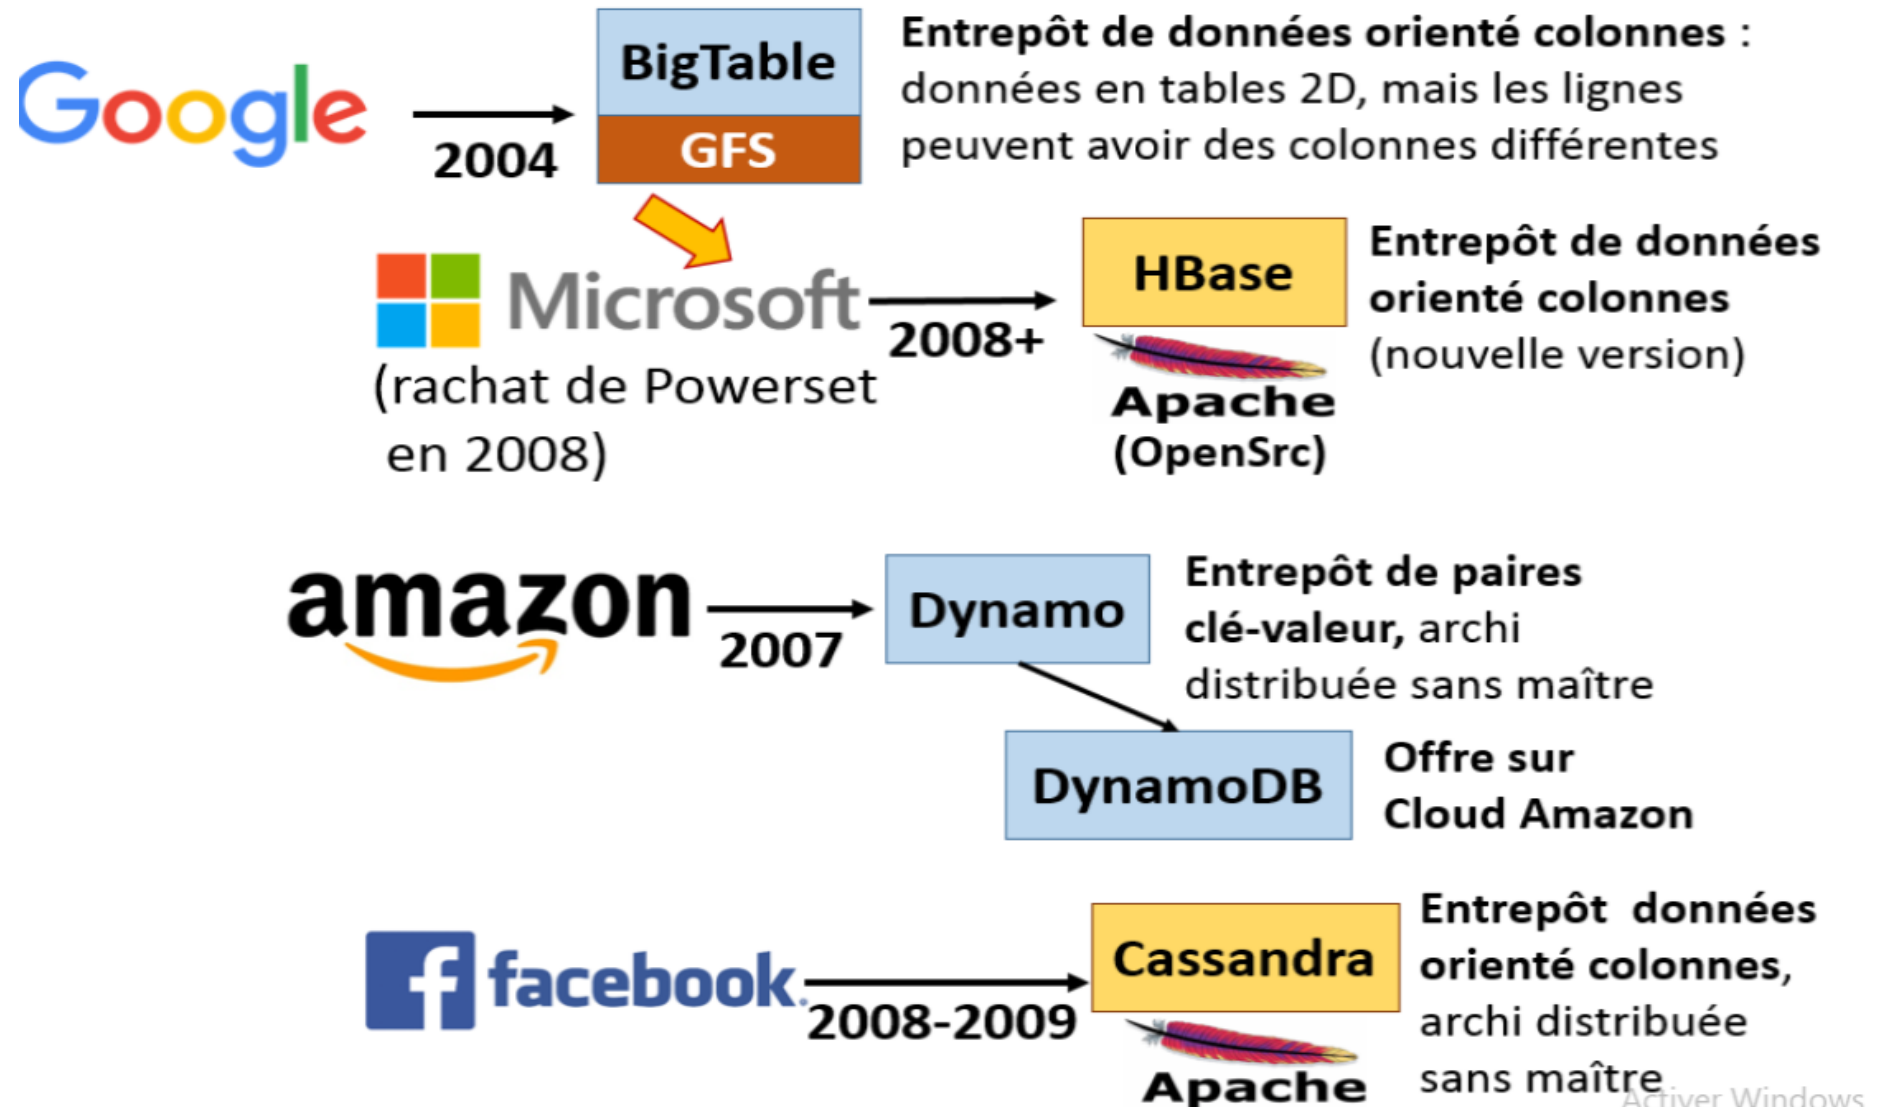 Google
2004
BigTable
GFS
Entrepôt de données orienté colonnes :
données en tables 2D, mais les lignes
peuvent avoir des colonnes différentes
Microsoft
(rachat de Powerset
en 2008)
2008+
HBase
Apache
(OpenSrc)
Entrepôt de données
orienté colonnes
(nouvelle version)
amazon
2007
Dynamo
Entrepôt de paires
clé-valeur, archi
distribuée sans maître
DynamoDB
Offre sur
Cloud Amazon
facebook.
2008-2009
Cassandra
Apache
Entrepôt données
orienté colonnes,
archi distribuée
sans maître
Activer Windows